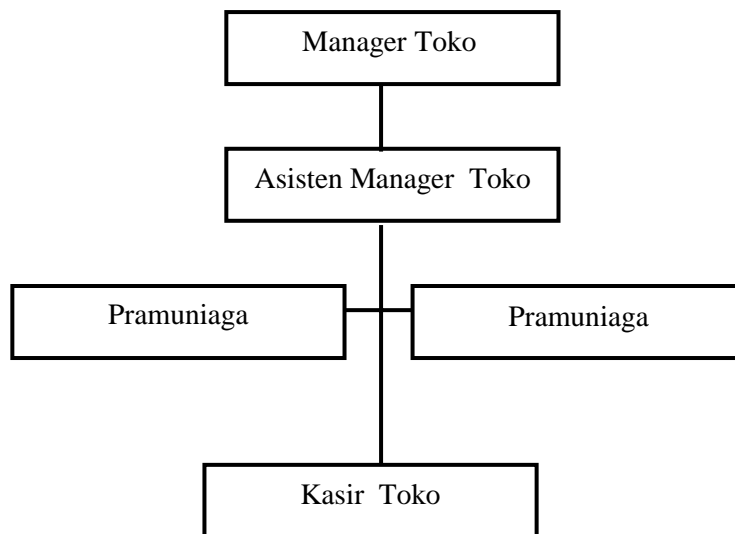 Manager Toko
Asisten Manager Toko
Pramuniaga
Pramuniaga
Kasir Toko